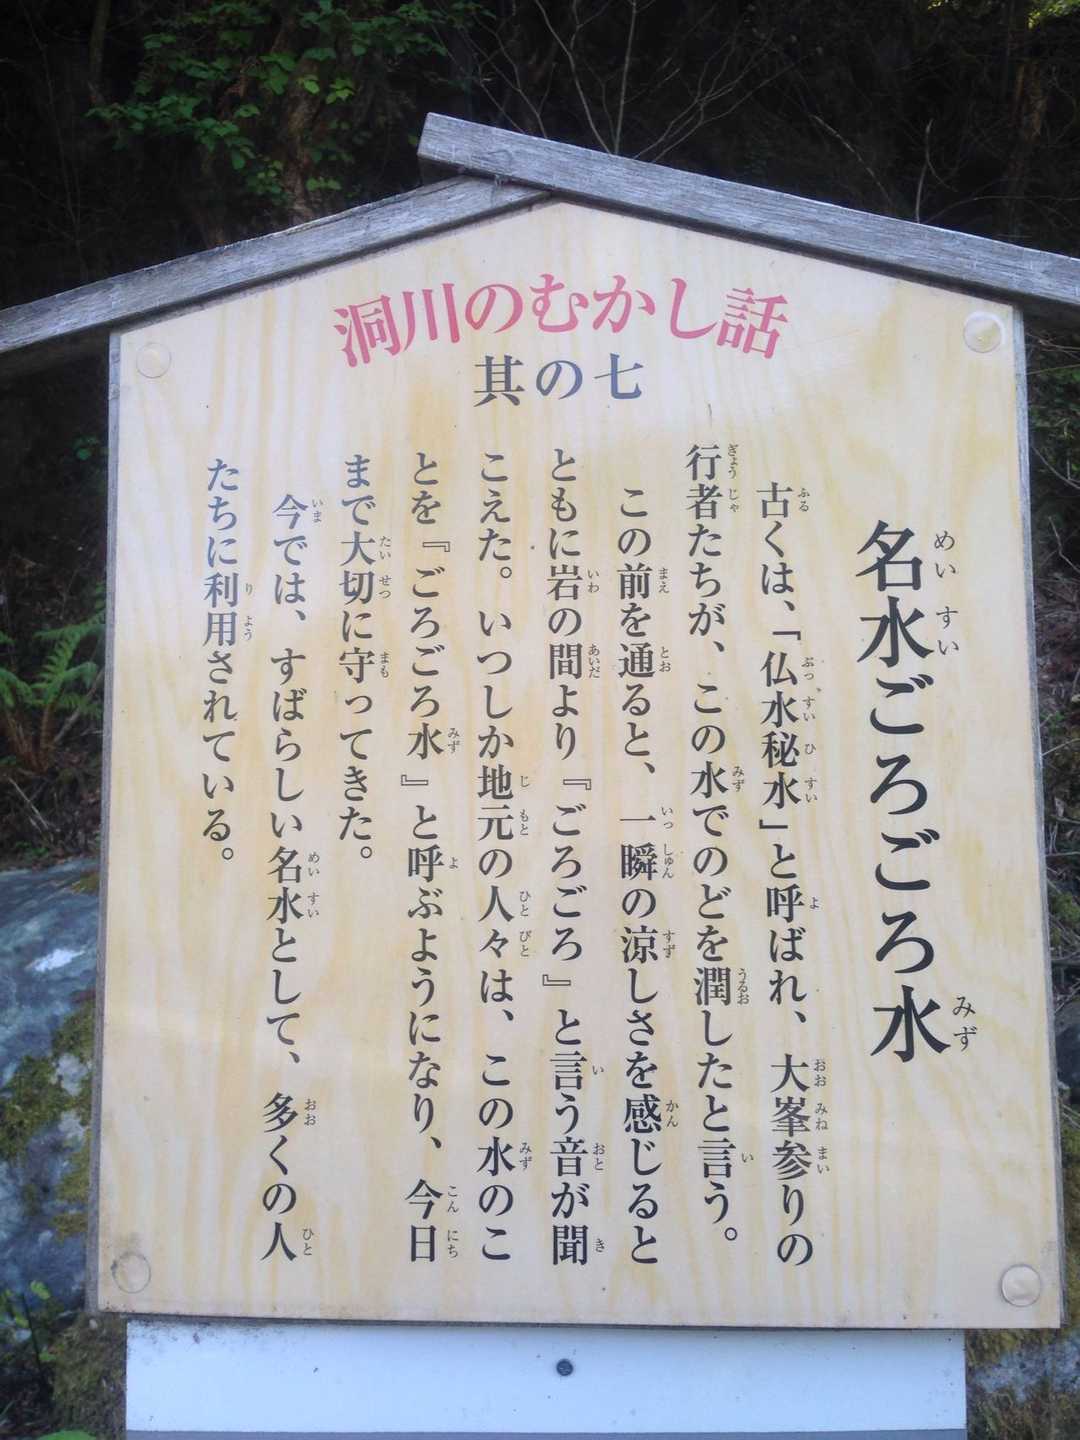 洞川のむかし話
其の七
名水ごろごろ水
古くは、「仏水秘水」と呼ばれ、大峯参りの
行者たちが、この水でのどを潤したと言う。
この前を通ると、一瞬の涼しさを感じると
ともに岩の間より『ごろごろ』と言う音が聞
こえた。いつしか地元の人々は、この水のこ
とを『ごろごろ水』と呼ぶようになり、今日
まで大切に守ってきた。
今では、すばらしい名水として、多くの人
たちに利用されている。